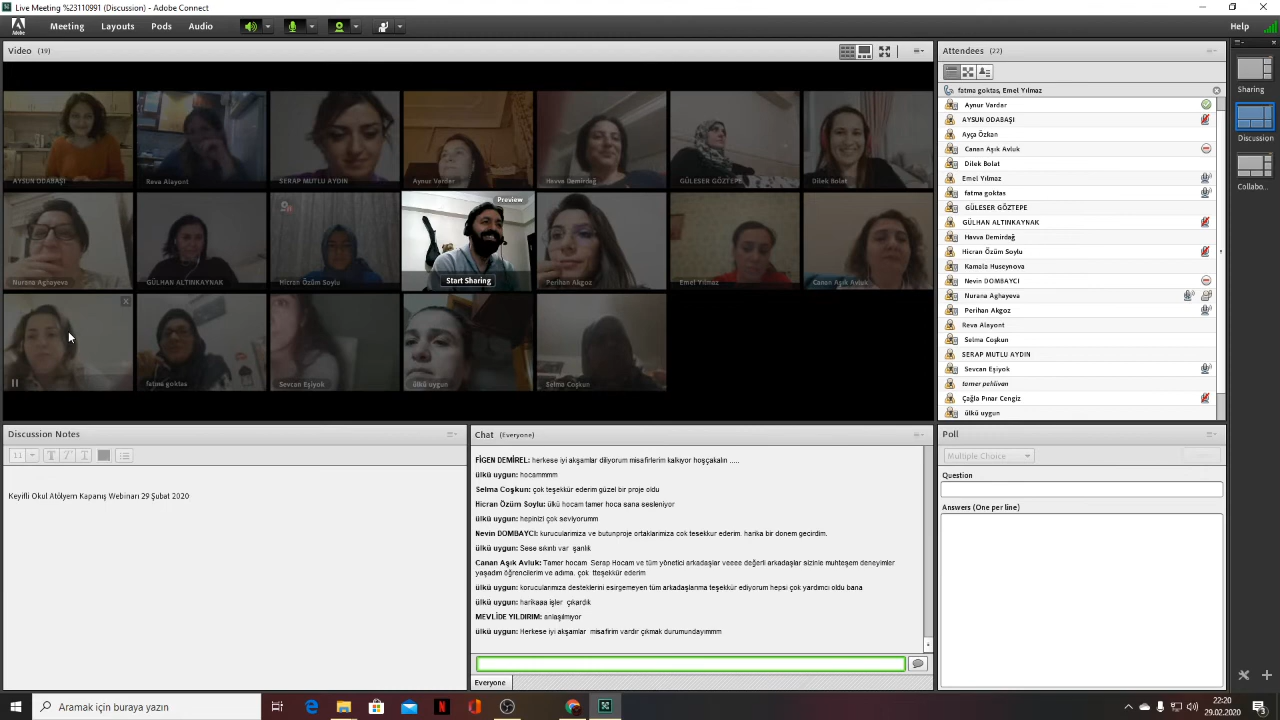 Live Meeting %23110991 (Discussion) - Adobe Connect
Adobe
Meeting
Layouts
Pods
Audio
Help
Video (19)
AYSUN ODABAŞI
Reva Alayont
SERAP MUTLU AYDIN
Aynur Vardar
Havva Demirdağ
GÜLESER GÖZTEPE
Dilek Bolat
Nurana Aghayeva
GÜLHAN ALTINKAYNAK
Hicran Özüm Soylu
Preview
Start Sharing
Perihan Akgoz
Emel Yılmaz
Canan Aşık Avluk
fatma goktas
Sevcan Eşiyok
ülkü uygun
Selma Coşkun
Attendees (22)
fatma goktas, Emel Yılmaz
Aynur Vardar
AYSUN ODABAŞI
Ayça Özkan
Canan Aşık Avluk
Dilek Bolat
Emel Yılmaz
fatma goktas
GÜLESER GÖZTEPE
GÜLHAN ALTINKAYNAK
Havva Demirdağ
Hicran Özüm Soylu
Kamala Huseynova
Nevin DOMBAYCI
Nurana Aghayeva
Perihan Akgoz
Reva Alayont
Selma Coşkun
SERAP MUTLU AYDIN
Sevcan Eşiyok
tamer pehlivan
Çağla Pınar Cengiz
ülkü uygun
Sharing
Discussion
Collabo...
Discussion Notes
11
Keyifli Okul Atölyem Kapanış Webinarı 29 Şubat 2020
Chat (Everyone)
FİGEN DEMİREL: herkese iyi akşamlar diliyorum misafirlerim kalkıyor hoşçakalın .....
ülkü uygun: hocammmm
Selma Coşkun: çok teşekkür ederim güzel bir proje oldu
Hicran Özüm Soylu: ülkü hocam tamer hoca sana sesleniyor
ülkü uygun: hepinizi çok seviyorumm
Nevin DOMBAYCI: kurucularımıza ve butunproje ortaklarimiza cok tesekkur ederim. harika bir donem gecirdim.
ülkü uygun: Sese sıkıntı var şanlık
Canan Aşık Avluk: Tamer hocam Serap Hocam ve tüm yönetici arkadaşlar veeee değerli arkadaşlar sizinle muhteşem deneyimler
yaşadım öğrencilerim ve adıma. çok tteşekkür ederim
ülkü uygun: korucularımıza desteklerini esirgemeyen tüm arkadaşlarıma teşekkür ediyorum hepsi çok yardımcı oldu bana
ülkü uygun: harikaaa işler çıkardık
MEVLİDE YILDIRIM: anlaşılmıyor
ülkü uygun: Herkese iyi akşamlar misafirim vardır çıkmak durumundayımmm
Everyone
Poll
Multiple Choice
Question
Answers (One per line)
Aramak için buraya yazın
22:20
29.02.2020